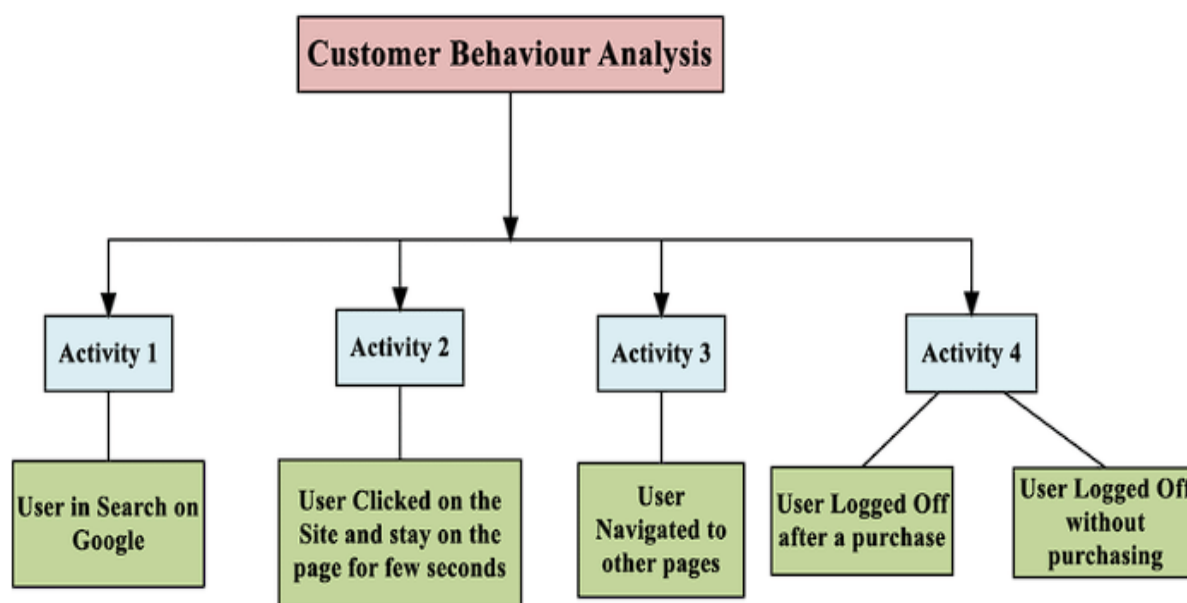 Customer Behaviour Analysis
Activity 1
Activity 2
Activity 3
Activity 4
User in Search on
Google
User Clicked on the
Site and stay on the
page for few seconds
User
Navigated to
other pages
User Logged Off
after a purchase
User Logged Off
without
purchasing